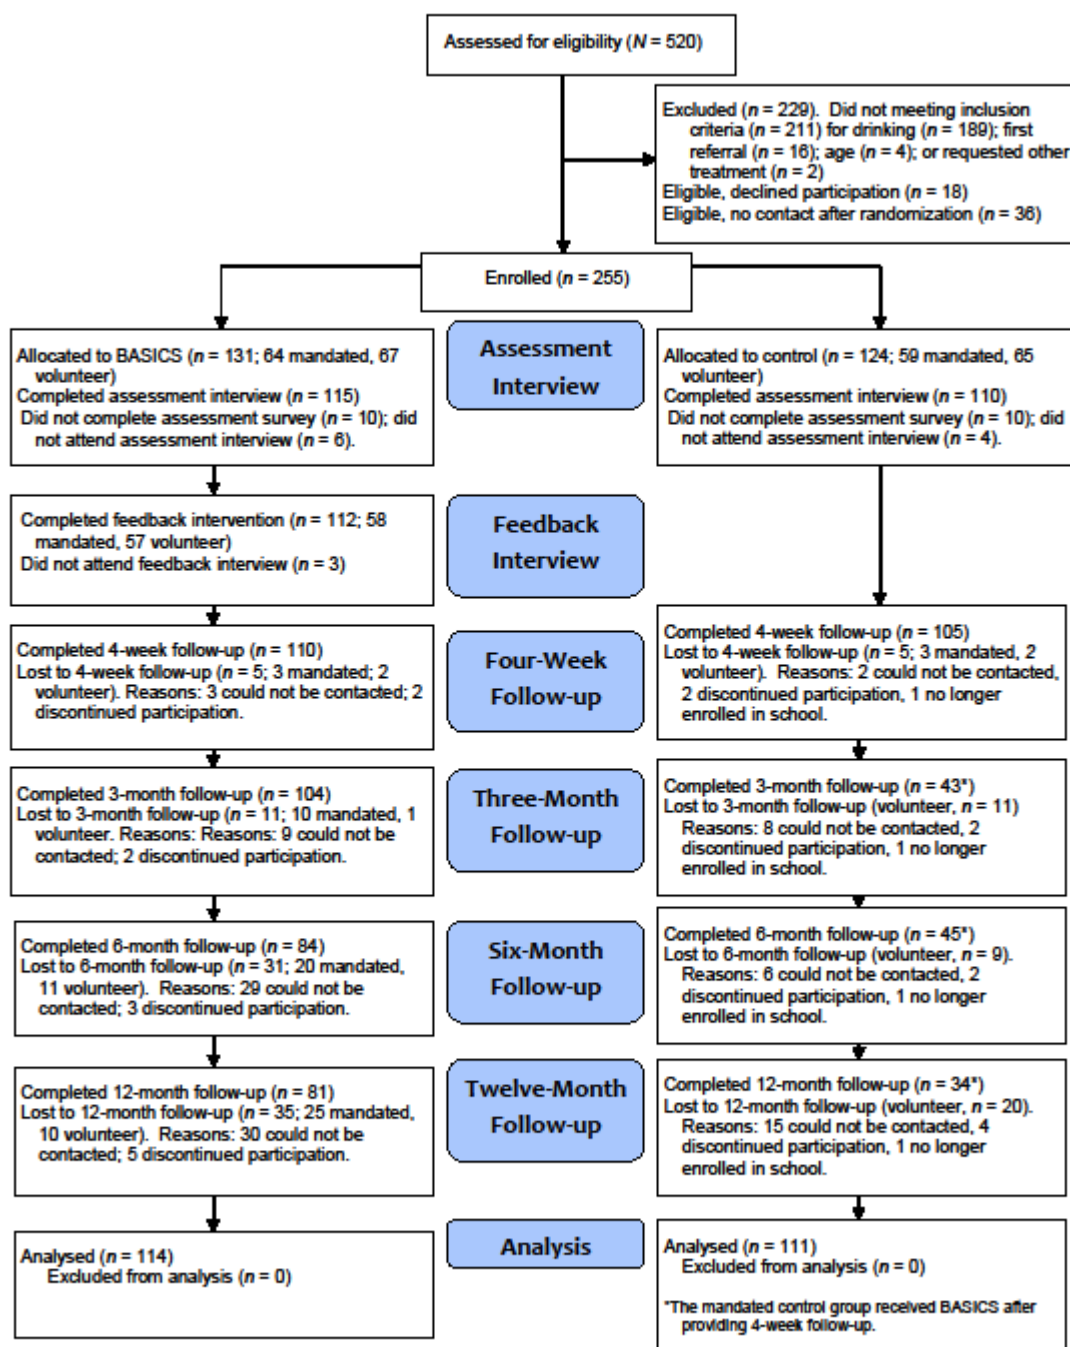 Assessed for eligibility (N = 520)
Excluded (n = 229). Did not meeting inclusion
criteria (n = 211) for drinking (n = 189); first
referral (n = 16); age (n = 4); or requested other
treatment (n = 2)
Eligible, declined participation (n = 18)
Eligible, no contact after randomization (n = 36)
Enrolled (n = 255)
Assessment
Interview
Allocated to BASICS (n = 131; 64 mandated, 67
volunteer)
Completed assessment interview (n = 115)
Did not complete assessment survey (n = 10); did
not attend assessment interview (n = 6).
Allocated to control (n = 124; 59 mandated, 65
volunteer)
Completed assessment interview (n = 110)
Did not complete assessment survey (n = 10); did
not attend assessment interview (n = 4).
Completed feedback intervention (n = 112; 58
mandated, 57 volunteer)
Did not attend feedback interview (n = 3)
Feedback
Interview
Completed 4-week follow-up (n = 110)
Lost to 4-week follow-up (n = 5; 3 mandated; 2
volunteer). Reasons: 3 could not be contacted; 2
discontinued participation.
Four-Week
Follow-up
Completed 4-week follow-up (n = 105)
Lost to 4-week follow-up (n = 5; 3 mandated, 2
volunteer). Reasons: 2 could not be contacted,
2 discontinued participation, 1 no longer
enrolled in school.
Completed 3-month follow-up (n = 104)
Lost to 3-month follow-up (n = 11; 10 mandated, 1
volunteer. Reasons: Reasons: 9 could not be
contacted; 2 discontinued participation.
Three-Month
Follow-up
Completed 3-month follow-up (n = 43*)
Lost to 3-month follow-up (volunteer, n = 11)
Reasons: 8 could not be contacted, 2
discontinued participation, 1 no longer
enrolled in school.
Completed 6-month follow-up (n = 84)
Lost to 6-month follow-up (n = 31; 20 mandated,
11 volunteer). Reasons: 29 could not be
contacted; 3 discontinued participation.
Six-Month
Follow-up
Completed 6-month follow-up (n = 45*)
Lost to 6-month follow-up (volunteer, n = 9).
Reasons: 6 could not be contacted, 2
discontinued participation, 1 no longer
enrolled in school.
Completed 12-month follow-up (n = 81)
Lost to 12-month follow-up (n = 35; 25 mandated,
10 volunteer). Reasons: 30 could not be
contacted; 5 discontinued participation.
Twelve-Month
Follow-up
Completed 12-month follow-up (n = 34*)
Lost to 12-month follow-up (volunteer, n = 20).
Reasons: 15 could not be contacted, 4
discontinued participation, 1 no longer
enrolled in school.
Analysed (n = 114)
Excluded from analysis (n = 0)
Analysis
Analysed (n = 111)
Excluded from analysis (n = 0)
*The mandated control group received BASICS after
providing 4-week follow-up.